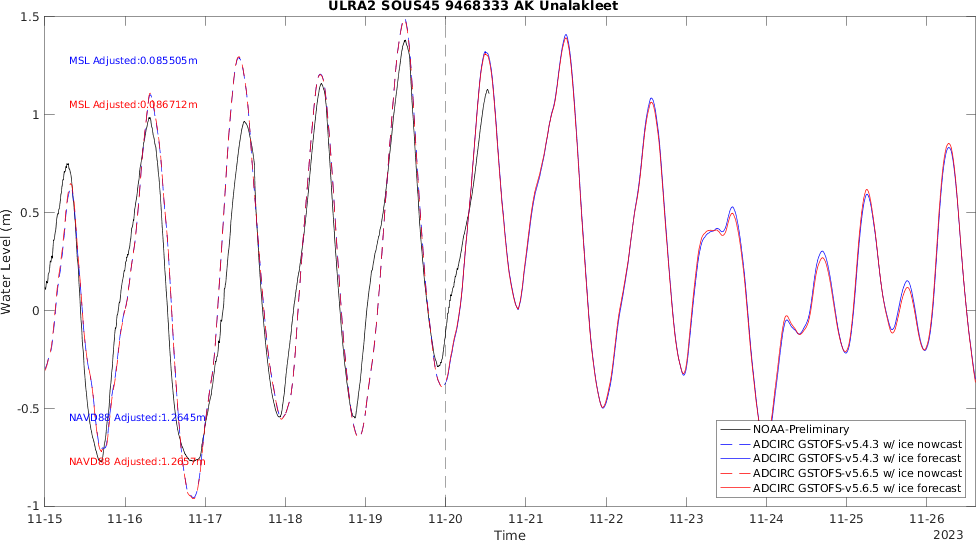 ULRA2 SOUS45 9468333 AK Unalakleet
1.5
MSL Adjusted:0.085505m
MSL Adjusted:0.086712m
1
0.5
Water Level (m)
0
-0.5
NAVD88 Adjusted:1.2645m
NAVD88 Adjusted:1.2657m
-1
NOAA-Preliminary
ADCIRC GSTOFS-v5.4.3 w/ ice nowcast
ADCIRC GSTOFS-v5.4.3 w/ ice forecast
ADCIRC GSTOFS-v5.6.5 w/ ice nowcast
ADCIRC GSTOFS-v5.6.5 w/ ice forecast
11-15 11-16 11-17 11-18 11-19 11-20 11-21 11-22 11-23 11-24 11-25 11-26
Time
2023